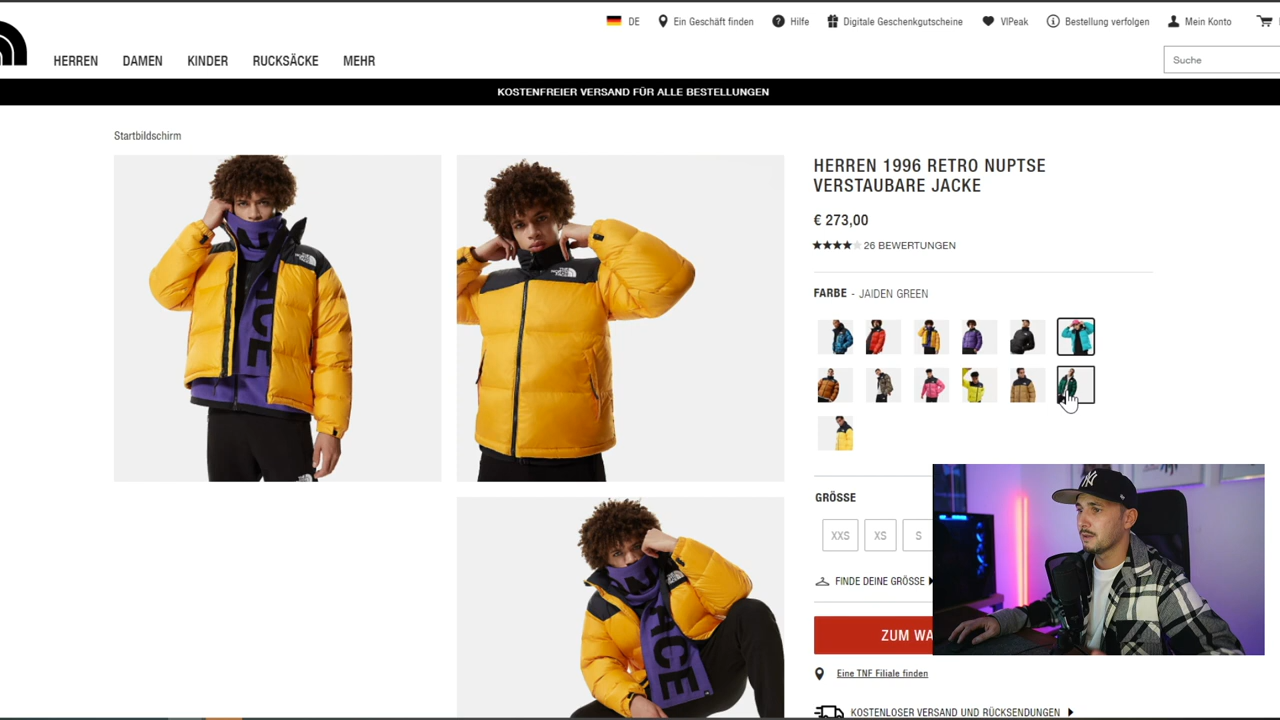 DE
Ein Geschäft finden
Hilfe
Digitale Geschenkgutscheine
VIPeak
Bestellung verfolgen
Mein Konto
HERREN
DAMEN
KINDER
RUCKSÄCKE
MEHR
Suche
KOSTENFREIER VERSAND FÜR ALLE BESTELLUNGEN
Startbildschirm
HERREN 1996 RETRO NUPTSE
VERSTAUBARE JACKE
€ 273,00
26 BEWERTUNGEN
FARBE - JAIDEN GREEN
GRÖSSE
XXS
XS
S
FINDE DEINE GRÖSSE
ZUM WA
Eine TNF Filiale finden
KOSTENLOSER VERSAND UND RÜCKSENDUNGEN